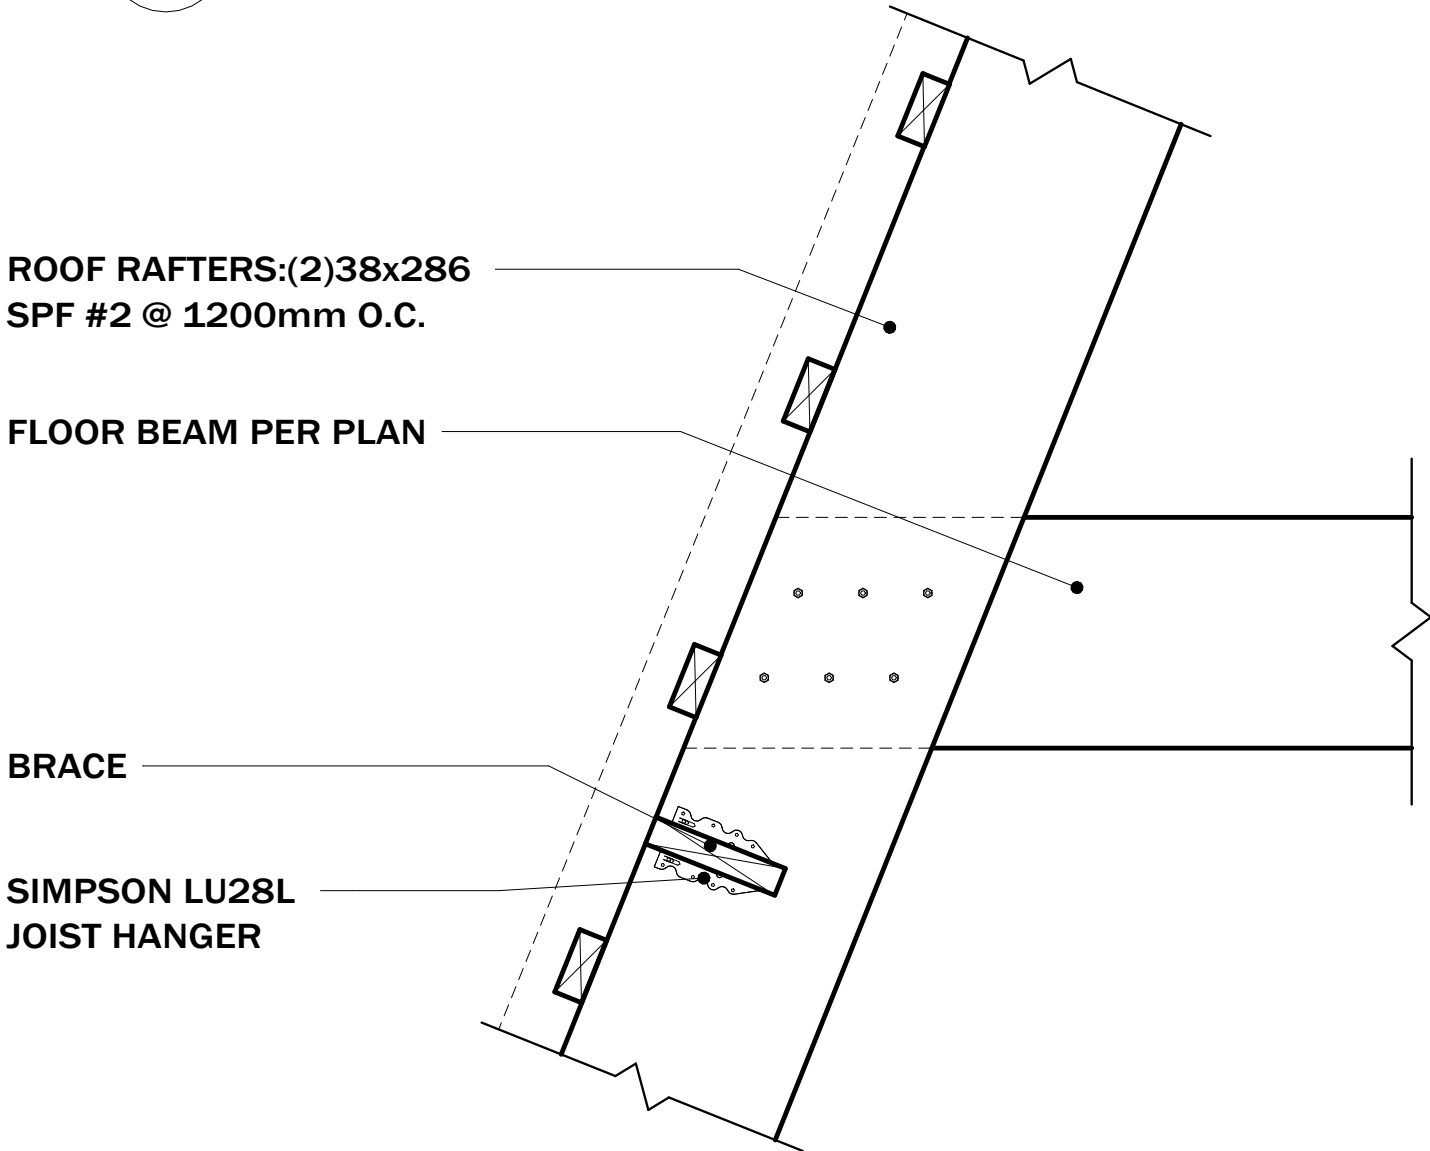 ROOF RAFTERS:(2)38x286
SPF #2 @ 1200mm O.C.
FLOOR BEAM PER PLAN
BRACE
SIMPSON LU28L
JOIST HANGER